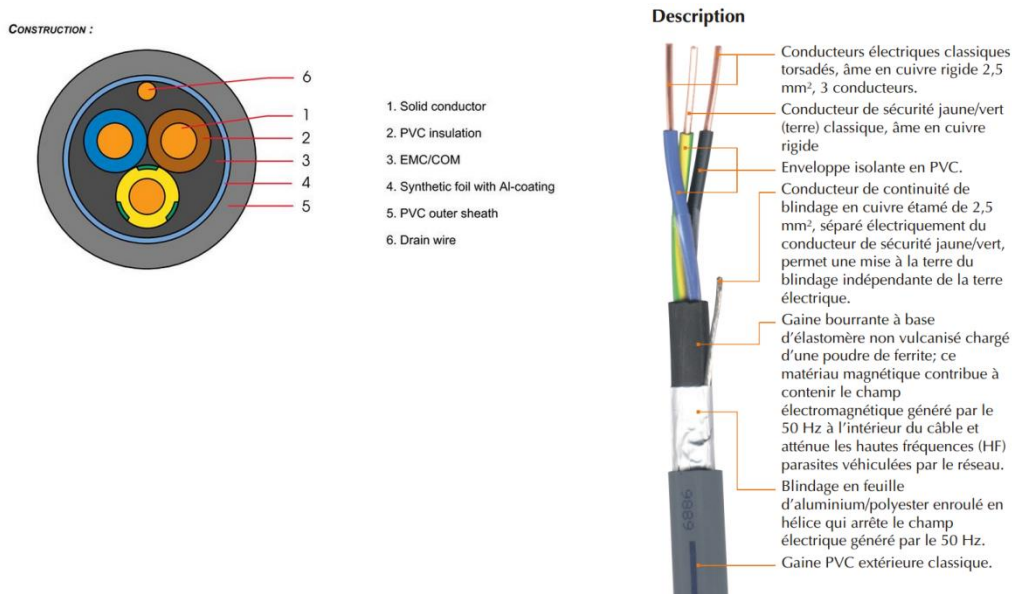 CONSTRUCTION :
6
1
2
3
4
5
1. Solid conductor
2. PVC insulation
3. EMC/COM
4. Synthetic foil with Al-coating
5. PVC outer sheath
6. Drain wire
Description
Conducteurs électriques classiques
torsadés, âme en cuivre rigide 2,5
mm², 3 conducteurs.
Conducteur de sécurité jaune/vert
(terre) classique, âme en cuivre
rigide
Enveloppe isolante en PVC.
Conducteur de continuité de
blindage en cuivre étamé de 2,5
mm², séparé électriquement du
conducteur de sécurité jaune/vert,
permet une mise à la terre du
blindage indépendante de la terre
électrique.
Gaine bourrante à base
d'élastomère non vulcanisé chargé
d'une poudre de ferrite; ce
matériau magnétique contribue à
contenir le champ
électromagnétique généré par le
50 Hz à l'intérieur du câble et
atténue les hautes fréquences (HF)
parasites véhiculées par le réseau.
Blindage en feuille
d'aluminium/polyester enroulé en
hélice qui arrête le champ
électrique généré par le 50 Hz.
Gaine PVC extérieure classique.
6886